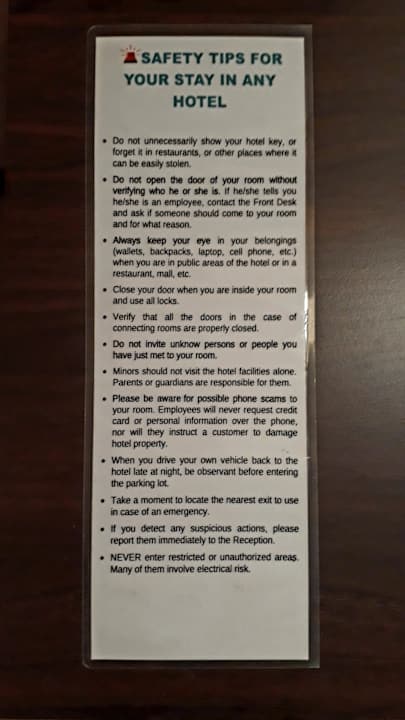 SAFETY TIPS FOR
YOUR STAY IN ANY
HOTEL
• Do not unnecessarily show your hotel key, or
forget it in restaurants, or other places where it
can be easily stolen.
• Do not open the door of your room without
verifying who he or she is. If he/she tells you
he/she is an employee, contact the Front Desk
and ask if someone should come to your room
and for what reason.
• Always keep your eye in your belongings
(wallets, backpacks, laptop, cell phone, etc.)
when you are in public areas of the hotel or in a
restaurant, mall, etc.
• Close your door when you are inside your room
and use all locks.
• Verify that all the doors in the case of
connecting rooms are properly closed.
• Do not invite unknow persons or people you
have just met to your room.
• Minors should not visit the hotel facilities alone.
Parents or guardians are responsible for them.
• Please be aware for possible phone scams to
your room. Employees will never request credit
card or personal information over the phone,
nor will they instruct a customer to damage
hotel property.
• When you drive your own vehicle back to the
hotel late at night, be observant before entering
the parking lot.
• Take a moment to locate the nearest exit to use
in case of an emergency.
• If you detect any suspicious actions, please
report them immediately to the Reception.
• NEVER enter restricted or unauthorized areas.
Many of them involve electrical risk.